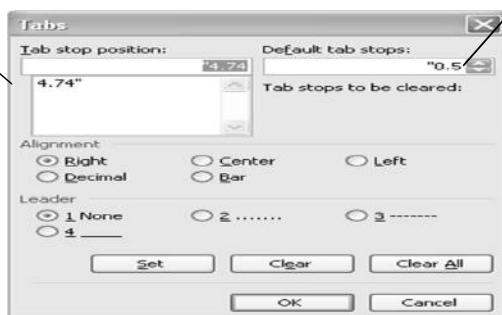 Tabs
Tab stop position: Default tab stops:
"4.74 "0.5
4.74" Tab stops to be cleared:
Alignment
Right Center Left
Decimal Bar
Leader
1 None 2 ....... 3 -------
4 ____
Set Clear Clear All
OK Cancel